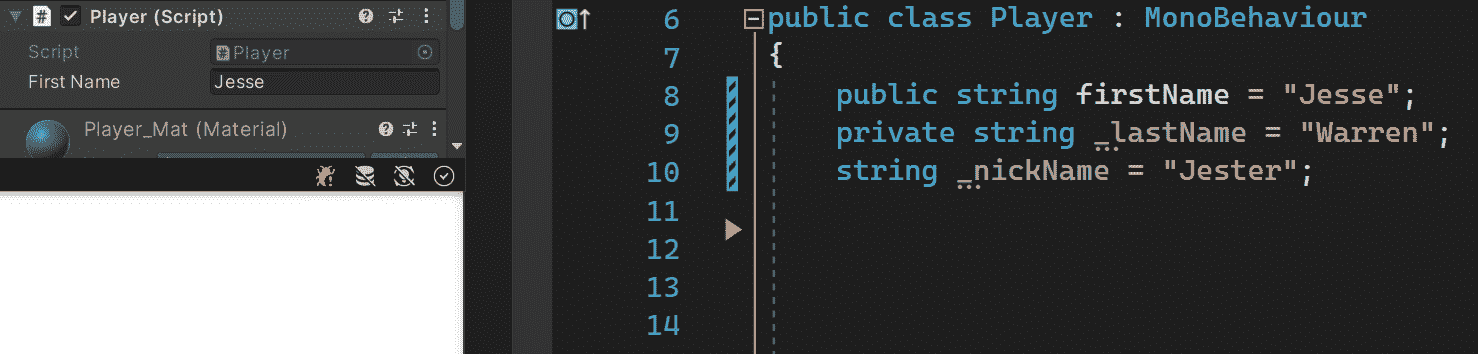 Player (Script)
Script
Player
First Name
Jesse
Player_Mat (Material)
6 public class Player : MonoBehaviour
7 {
8 public string firstName = "Jesse";
9 private string _lastName = "Warren";
10 string _nickName = "Jester";
11
12
13
14